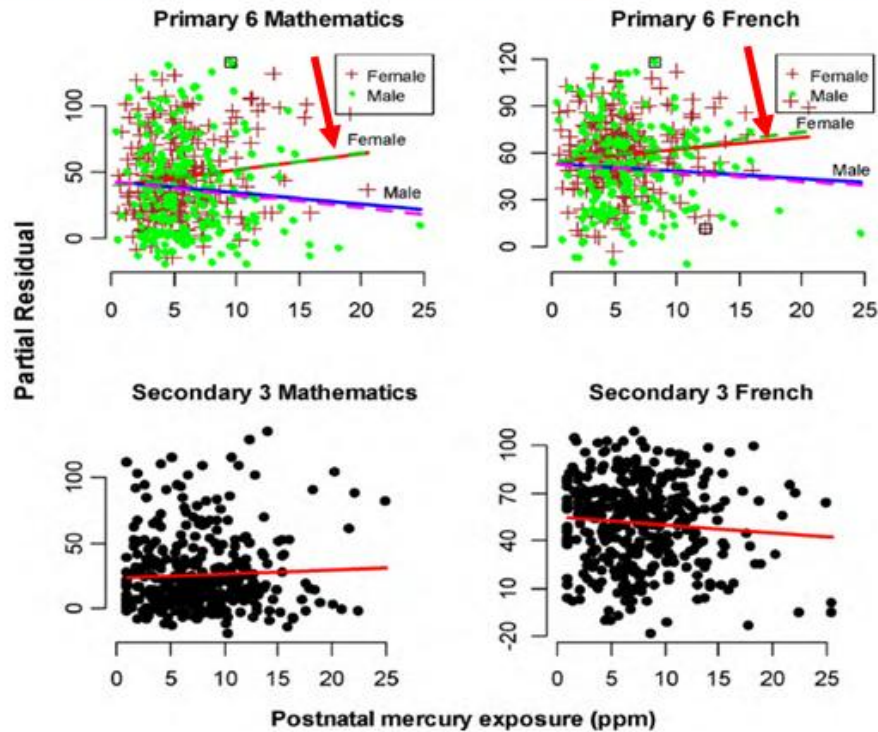 Primary 6 Mathematics
Female
Male
Female
Male
0 50 100
0 5 10 15 20 25
Primary 6 French
Female
Male
Female
Male
0 30 60 90 120
0 5 10 15 20 25
Partial Residual
Secondary 3 Mathematics
0 50 100
0 5 10 15 20 25
Secondary 3 French
-20 10 40 70 100
0 5 10 15 20 25
Postnatal mercury exposure (ppm)